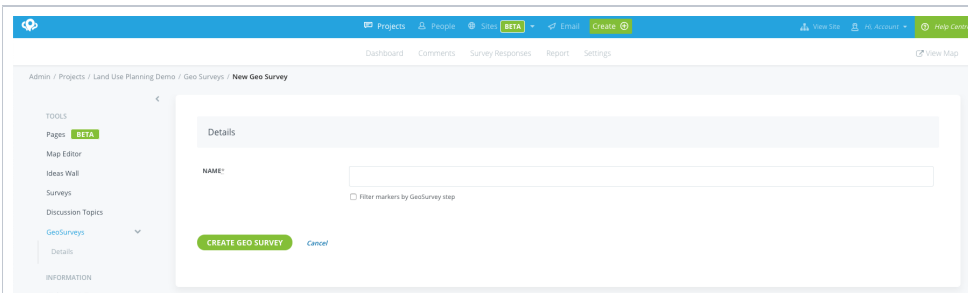 Projects People Sites BETA Email Create View Site Hi, Account Help Centre
Dashboard Comments Survey Responses Report Settings View Map
Admin / Projects / Land Use Planning Demo / Geo Surveys / New Geo Survey
TOOLS
Pages BETA
Map Editor
Ideas Wall
Surveys
Discussion Topics
GeoSurveys
Details
INFORMATION
Details
NAME*
Filter markers by GeoSurvey step
CREATE GEO SURVEY Cancel